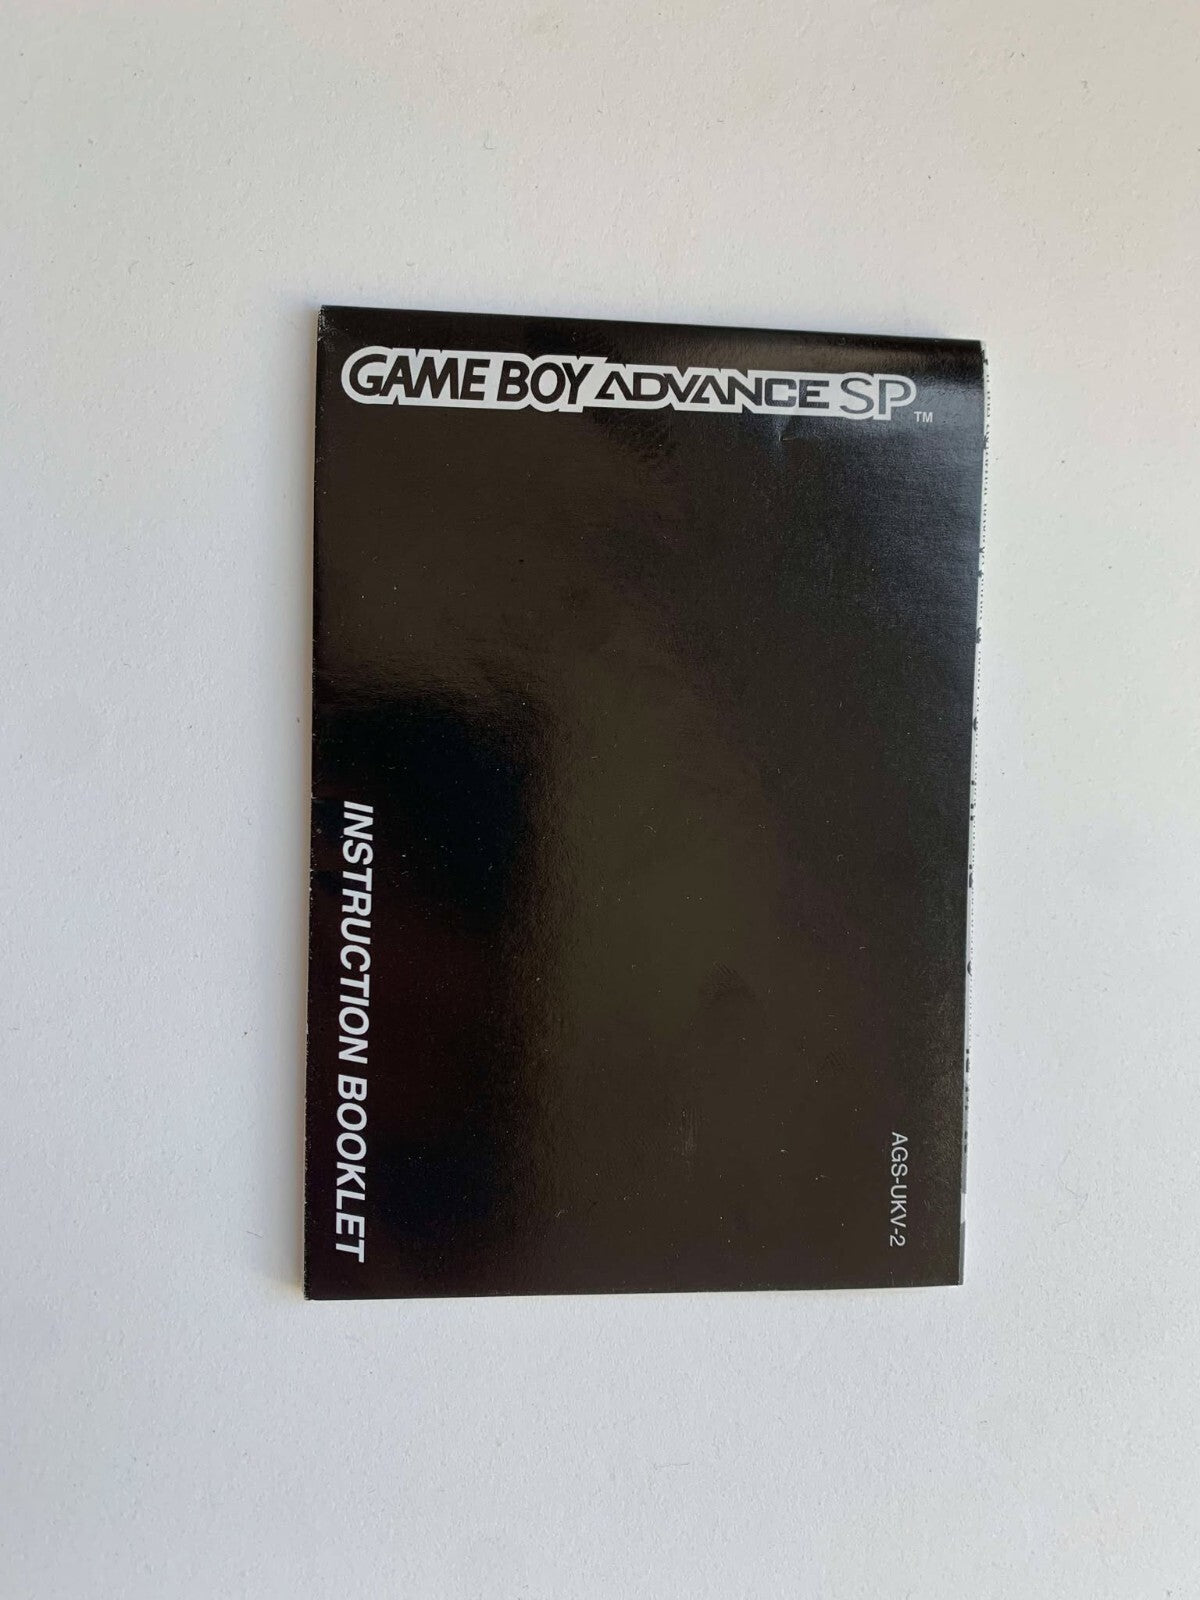 GAME BOY ADVANCE SP™
INSTRUCTION BOOKLET
AGS-UKV-2